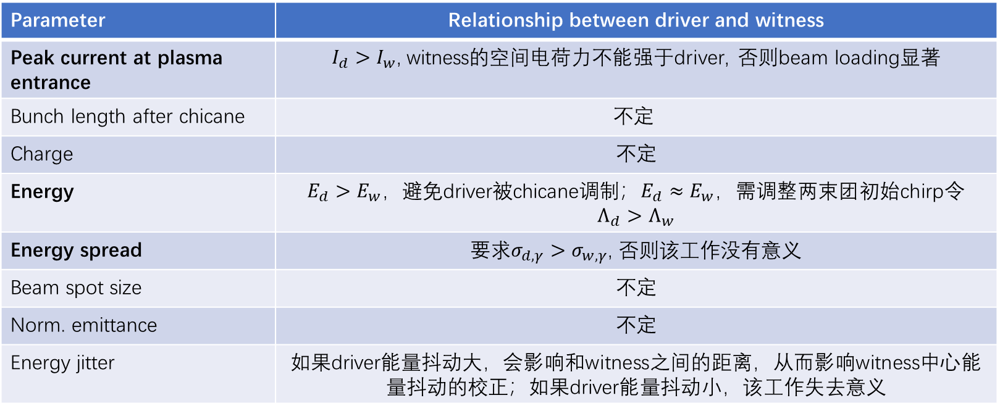 Parameter
Relationship between driver and witness
Peak current at plasma
entrance
I_d > I_w, witness的空间电荷力不能强于driver, 否则beam loading显著
Bunch length after chicane
不定
Charge
不定
Energy
E_d > E_w，避免driver被chicane调制；E_d ≈ E_w，需调整两束团初始chirp令
Λ_d > Λ_w
Energy spread
要求σ_{d,γ} > σ_{w,γ}, 否则该工作没有意义
Beam spot size
不定
Norm. emittance
不定
Energy jitter
如果driver能量抖动大，会影响和witness之间的距离，从而影响witness中心能
量抖动的校正；如果driver能量抖动小，该工作失去意义